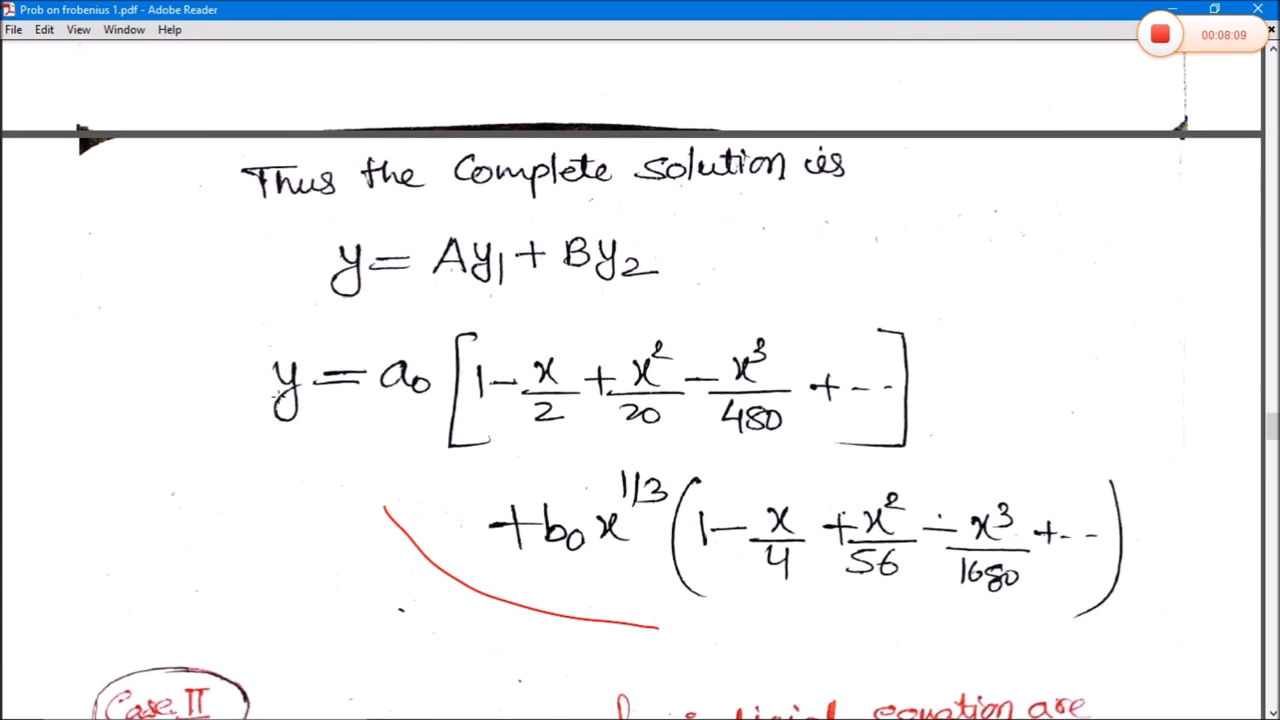 Prob on frobenius 1.pdf - Adobe Reader
File Edit View Window Help
00:08:09
Thus the Complete solution is
y = Ay₁ + By₂
y = a₀ [1 - x/2 + x²/20 - x³/480 + ---]
+ b₀ x^1/3 (1 - x/4 + x²/56 - x³/1680 + ---)
Case. II
equation are